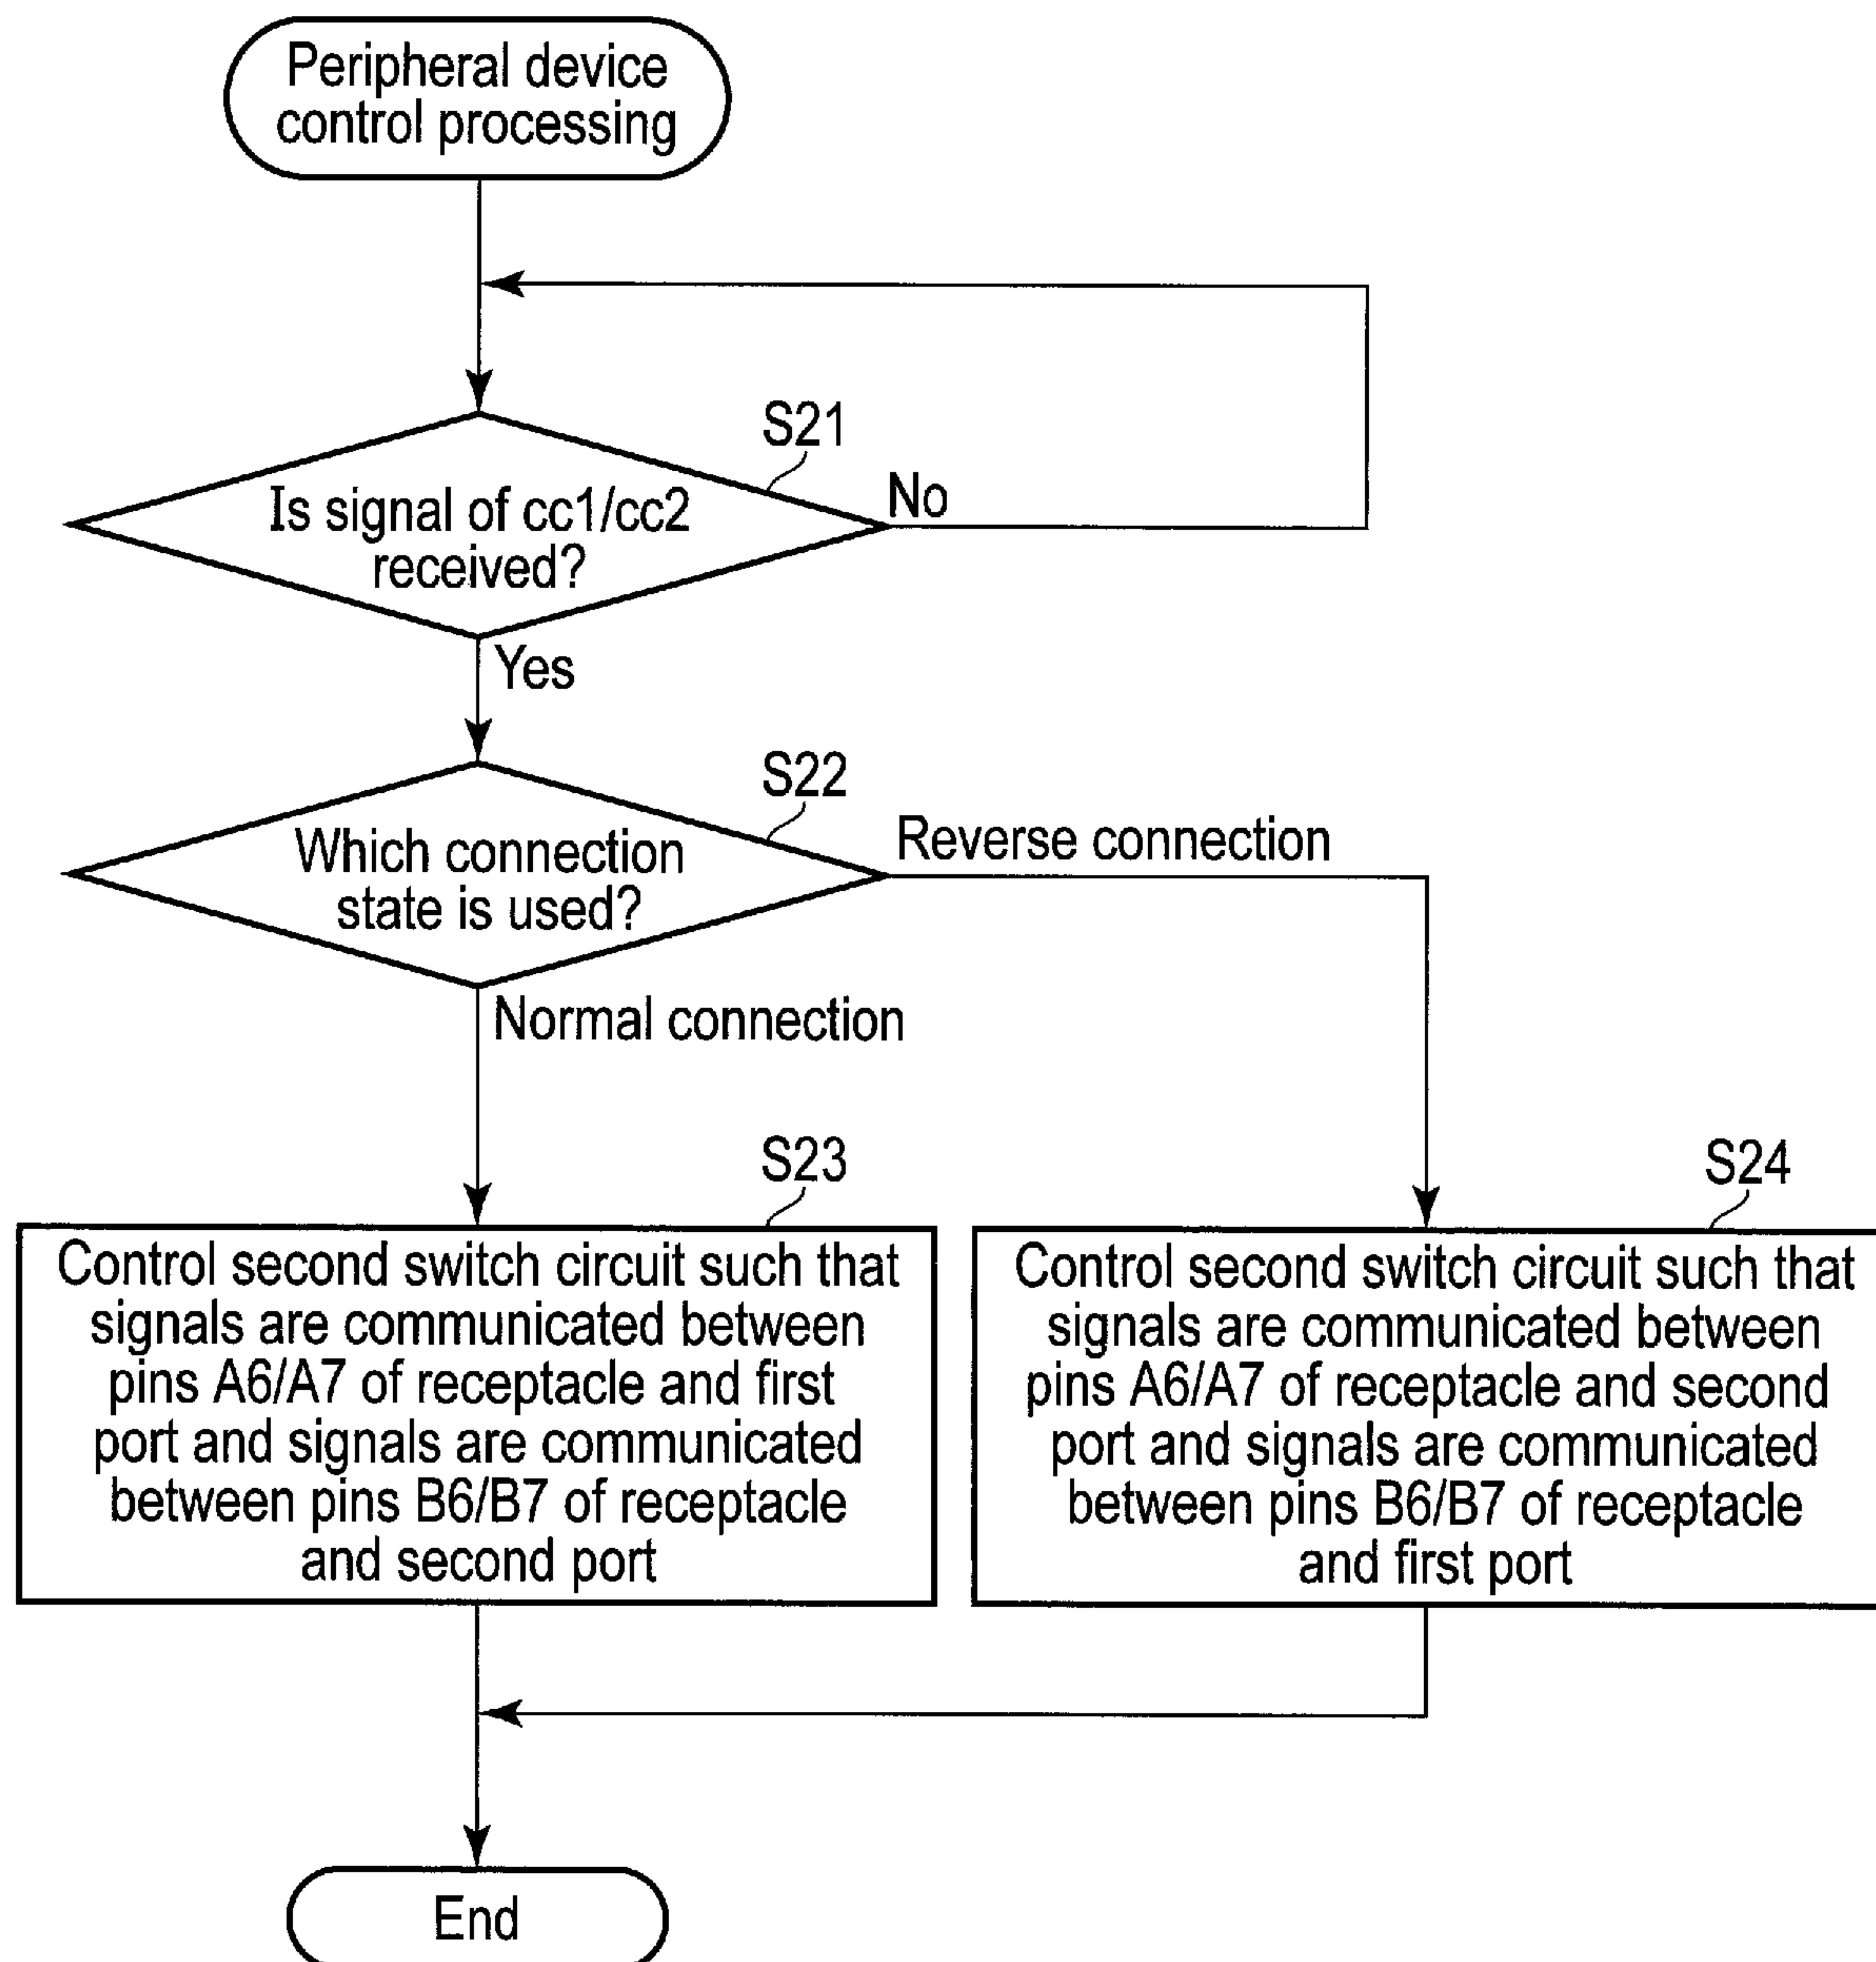 Peripheral device
control processing
S21
Is signal of cc1/cc2
received?
No
Yes
S22
Which connection
state is used?
Reverse connection
Normal connection
S23
Control second switch circuit such that
signals are communicated between
pins A6/A7 of receptacle and first
port and signals are communicated
between pins B6/B7 of receptacle
and second port
S24
Control second switch circuit such that
signals are communicated between
pins A6/A7 of receptacle and second
port and signals are communicated
between pins B6/B7 of receptacle
and first port
End